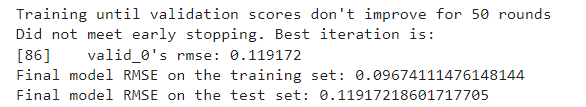 Training until validation scores don't improve for 50 rounds
Did not meet early stopping. Best iteration is:
[86]    valid_0's rmse: 0.119172
Final model RMSE on the training set: 0.09674111476148144
Final model RMSE on the test set: 0.11917218601717705